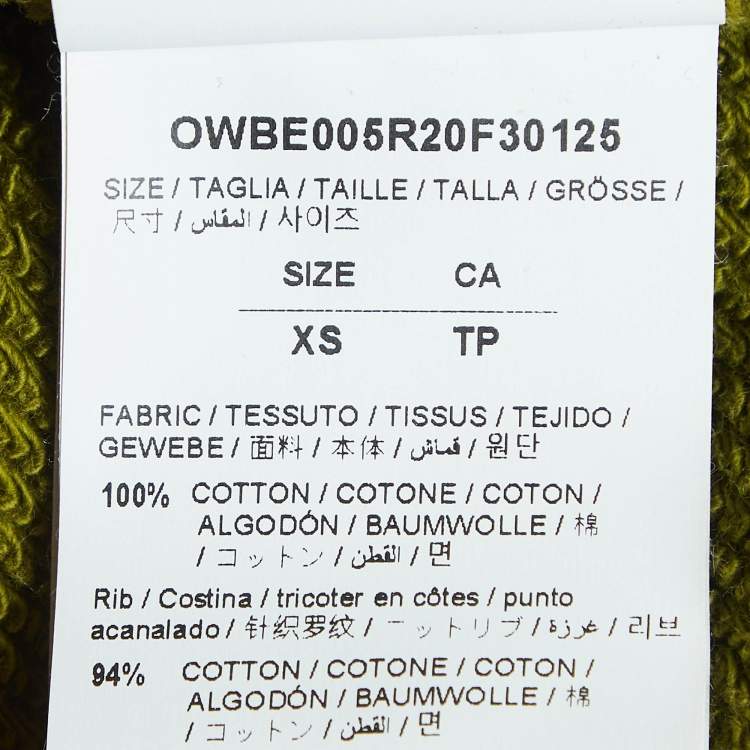 OWBE005R20F30125
SIZE / TAGLIA / TAILLE / TALLA / GRÖSSE /
尺寸 / المقاس / 사이즈
SIZE CA
XS TP
FABRIC / TESSUTO / TISSUS / TEJIDO /
GEWEBE / 面料 / 本体 / قماش / 원단
100% COTTON / COTONE / COTON /
ALGODÓN / BAUMWOLLE / 棉
/ コットン / القطن / 면
Rib / Costina / tricoter en côtes / punto
acanalado / 针织罗纹 / ニットリブ / غرزة / 리브
94% COTTON / COTONE / COTON /
ALGODÓN / BAUMWOLLE / 棉
/ コットン / القطن / 면